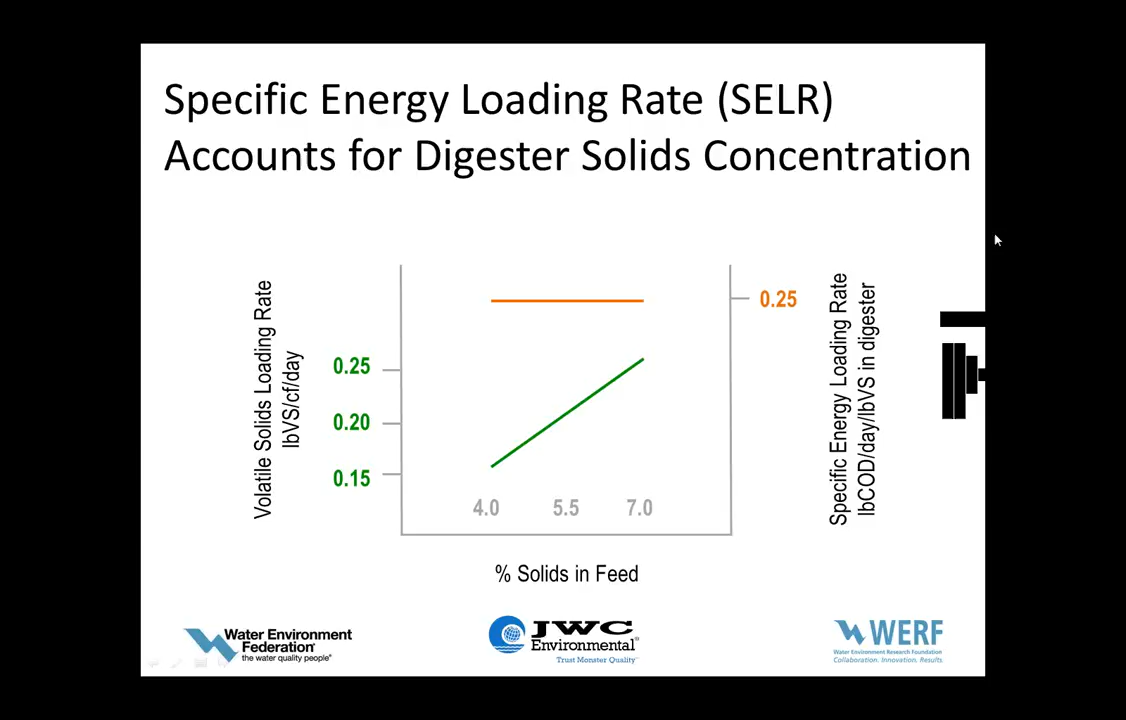 Specific Energy Loading Rate (SELR)
Accounts for Digester Solids Concentration
Volatile Solids Loading Rate
lbVS/cf/day
0.25
0.20
0.15
4.0 5.5 7.0
% Solids in Feed
0.25
Specific Energy Loading Rate
lbCOD/day/lbVS in digester
Water Environment
Federation®
the water quality people®
JWC
Environmental®
Trust Monster Quality™
WERF
Water Environment Research Foundation
Collaboration. Innovation. Results.